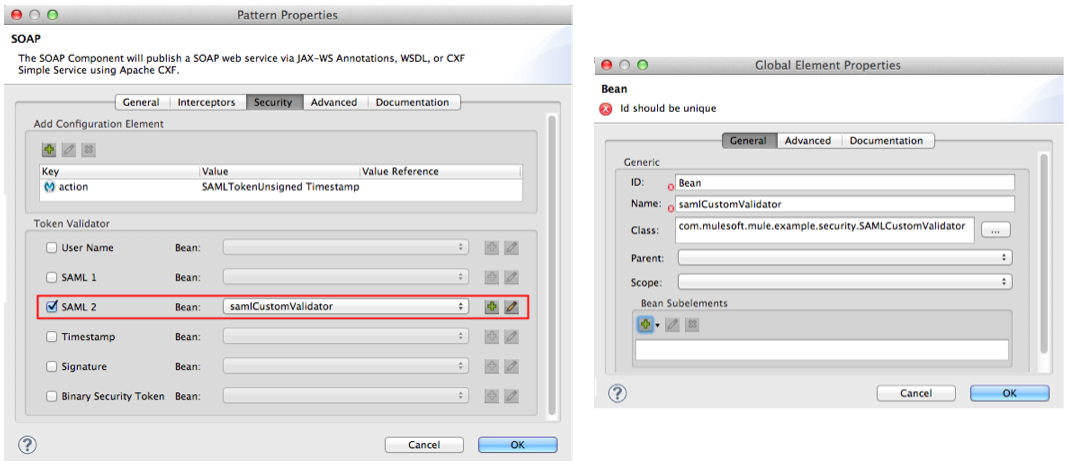 Pattern Properties
SOAP
The SOAP Component will publish a SOAP web service via JAX-WS Annotations, WSDL, or CXF
Simple Service using Apache CXF.
General Interceptors Security Advanced Documentation
Add Configuration Element
Key Value Value Reference
action SAMLTokenUnsigned Timestamp
Token Validator
User Name Bean:
SAML 1 Bean:
SAML 2 Bean: samlCustomValidator
Timestamp Bean:
Signature Bean:
Binary Security Token Bean:
? Cancel OK
Global Element Properties
Bean
Id should be unique
General Advanced Documentation
Generic
ID: Bean
Name: samlCustomValidator
Class: com.mulesoft.mule.example.security.SAMLCustomValidator ...
Parent:
Scope:
Bean Subelements
? Cancel OK